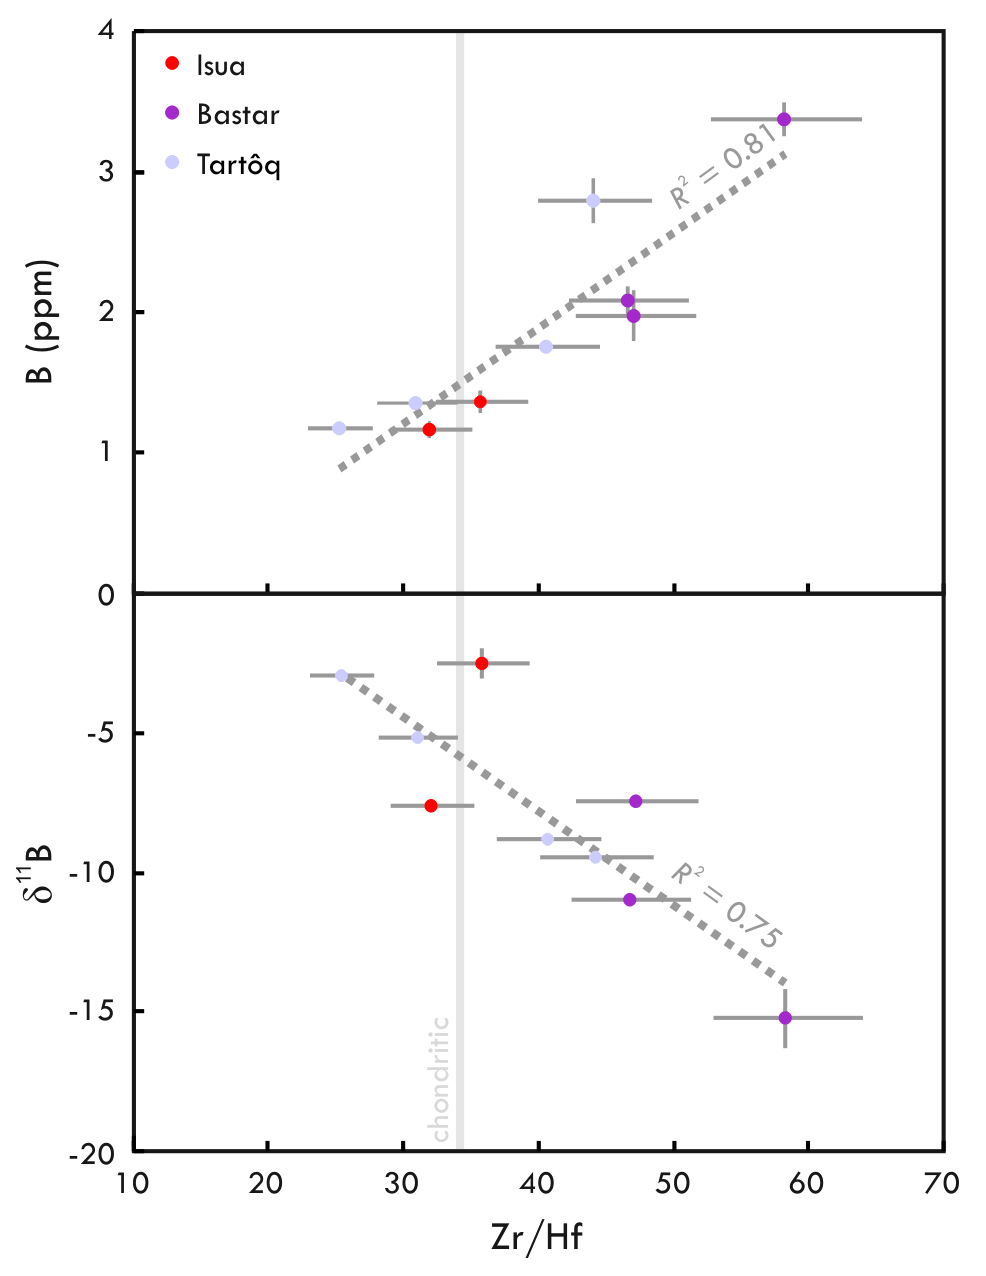 4
Isua
Bastar
Tartôq
3
R² = 0.81
B (ppm)
2
1
0
-5
δ¹¹B
-10
R² = 0.75
-15
chondritic
-20
10 20 30 40 50 60 70
Zr/Hf